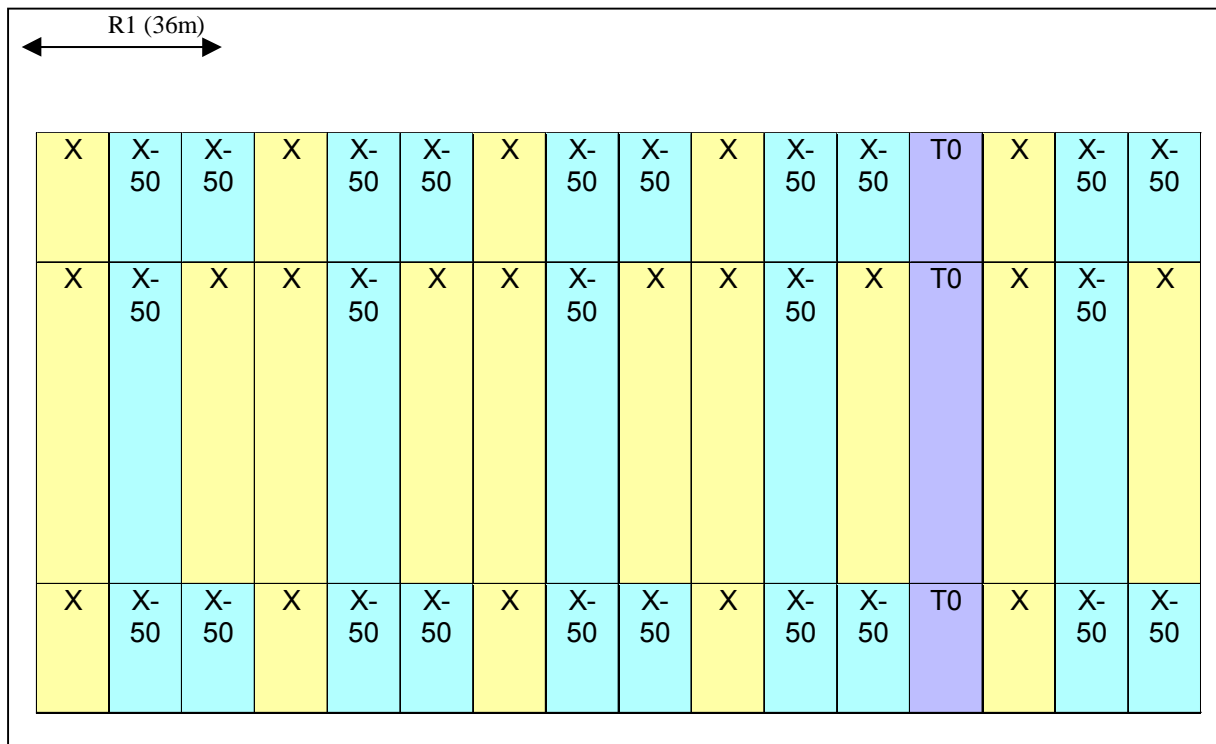 R1 (36m)
X X- X- X X- X- X X- X- X X- X- T0 X X- X-
50 50 50 50 50 50 50 50 50 50
X X- X X X- X X X- X X X- X T0 X X- X
50 50 50 50 50
X X- X- X X- X- X X- X- X X- X- T0 X X- X-
50 50 50 50 50 50 50 50 50 50